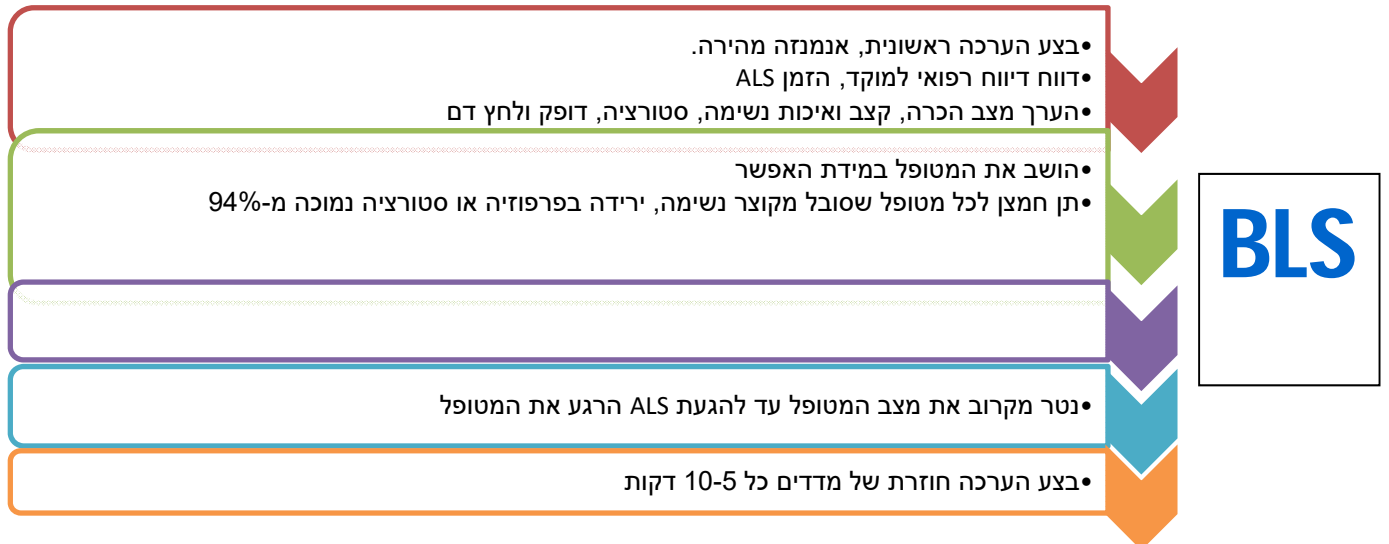 •בצע הערכה ראשונית, אנמנזה מהירה.
•דווח דיווח רפואי למוקד, הזמן ALS
•הערך מצב הכרה, קצב ואיכות נשימה, סטורציה, דופק ולחץ דם
•הושב את המטופל במידת האפשר
•תן חמצן לכל מטופל שסובל מקוצר נשימה, ירידה בפרפוזיה או סטורציה נמוכה מ-94%
BLS
•נטר מקרוב את מצב המטופל עד להגעת ALS הרגע את המטופל
•בצע הערכה חוזרת של מדדים כל 10-5 דקות